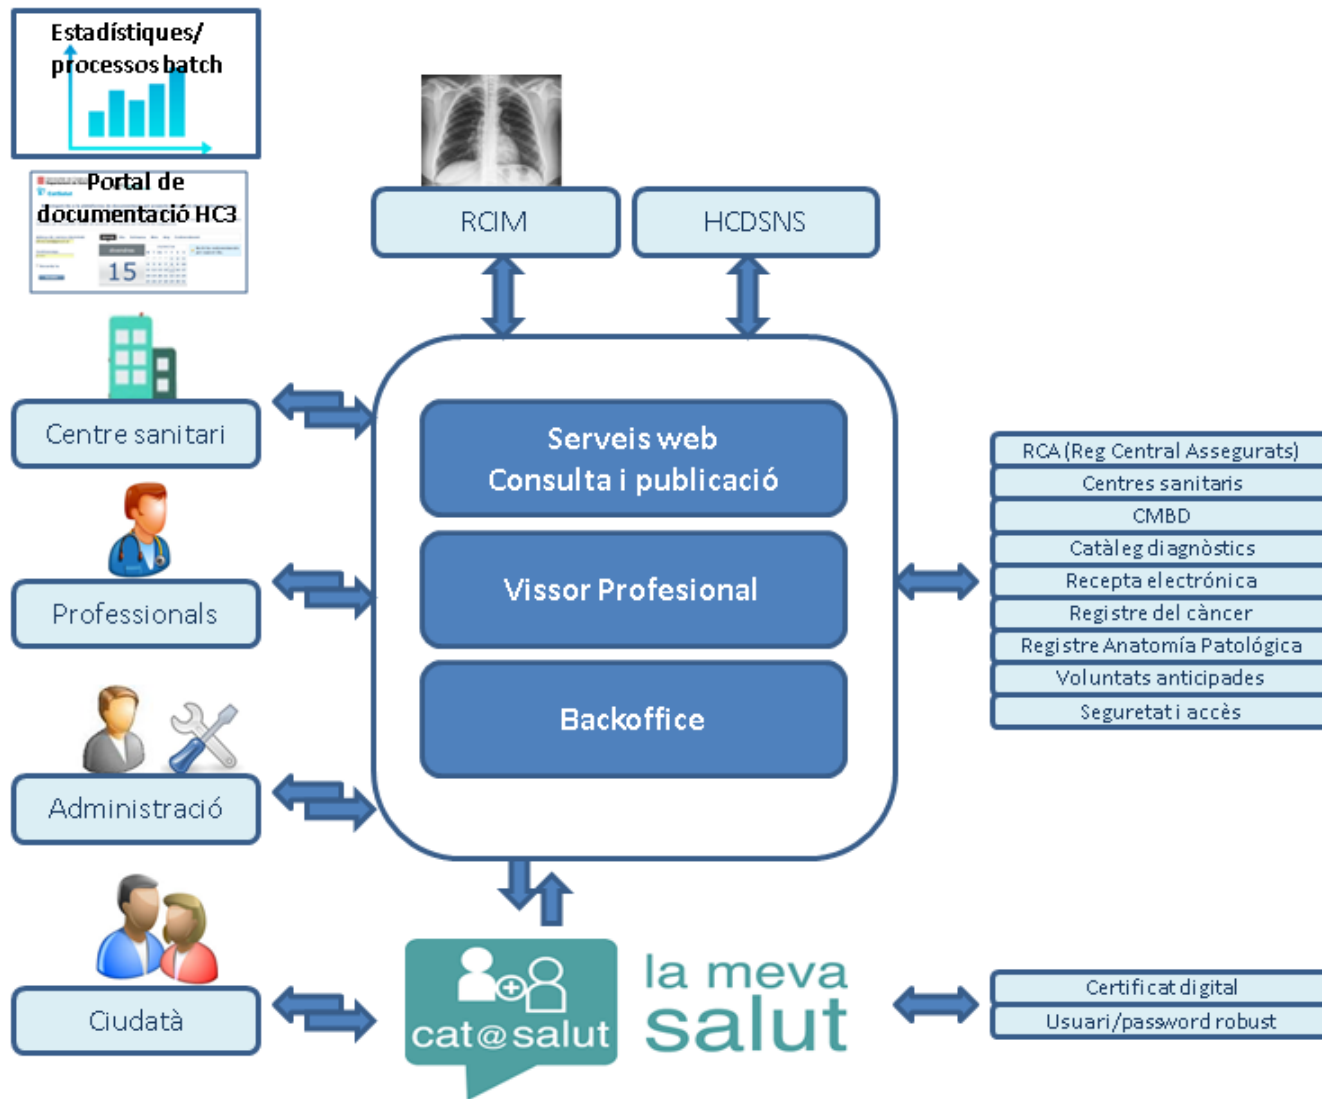 Estadístiques/
processos batch
Portal de
documentació HC3
15
RCIM
HCDSNS
Centre sanitari
Professionals
Administració
Ciudatà
Serveis web
Consulta i publicació
Vissor Profesional
Backoffice
RCA (Reg Central Assegurats)
Centres sanitaris
CMBD
Catàleg diagnòstics
Recepta electrónica
Registre del càncer
Registre Anatomía Patológica
Voluntats anticipades
Seguretat i accès
cat@salut
la meva
salut
Certificat digital
Usuari/password robust